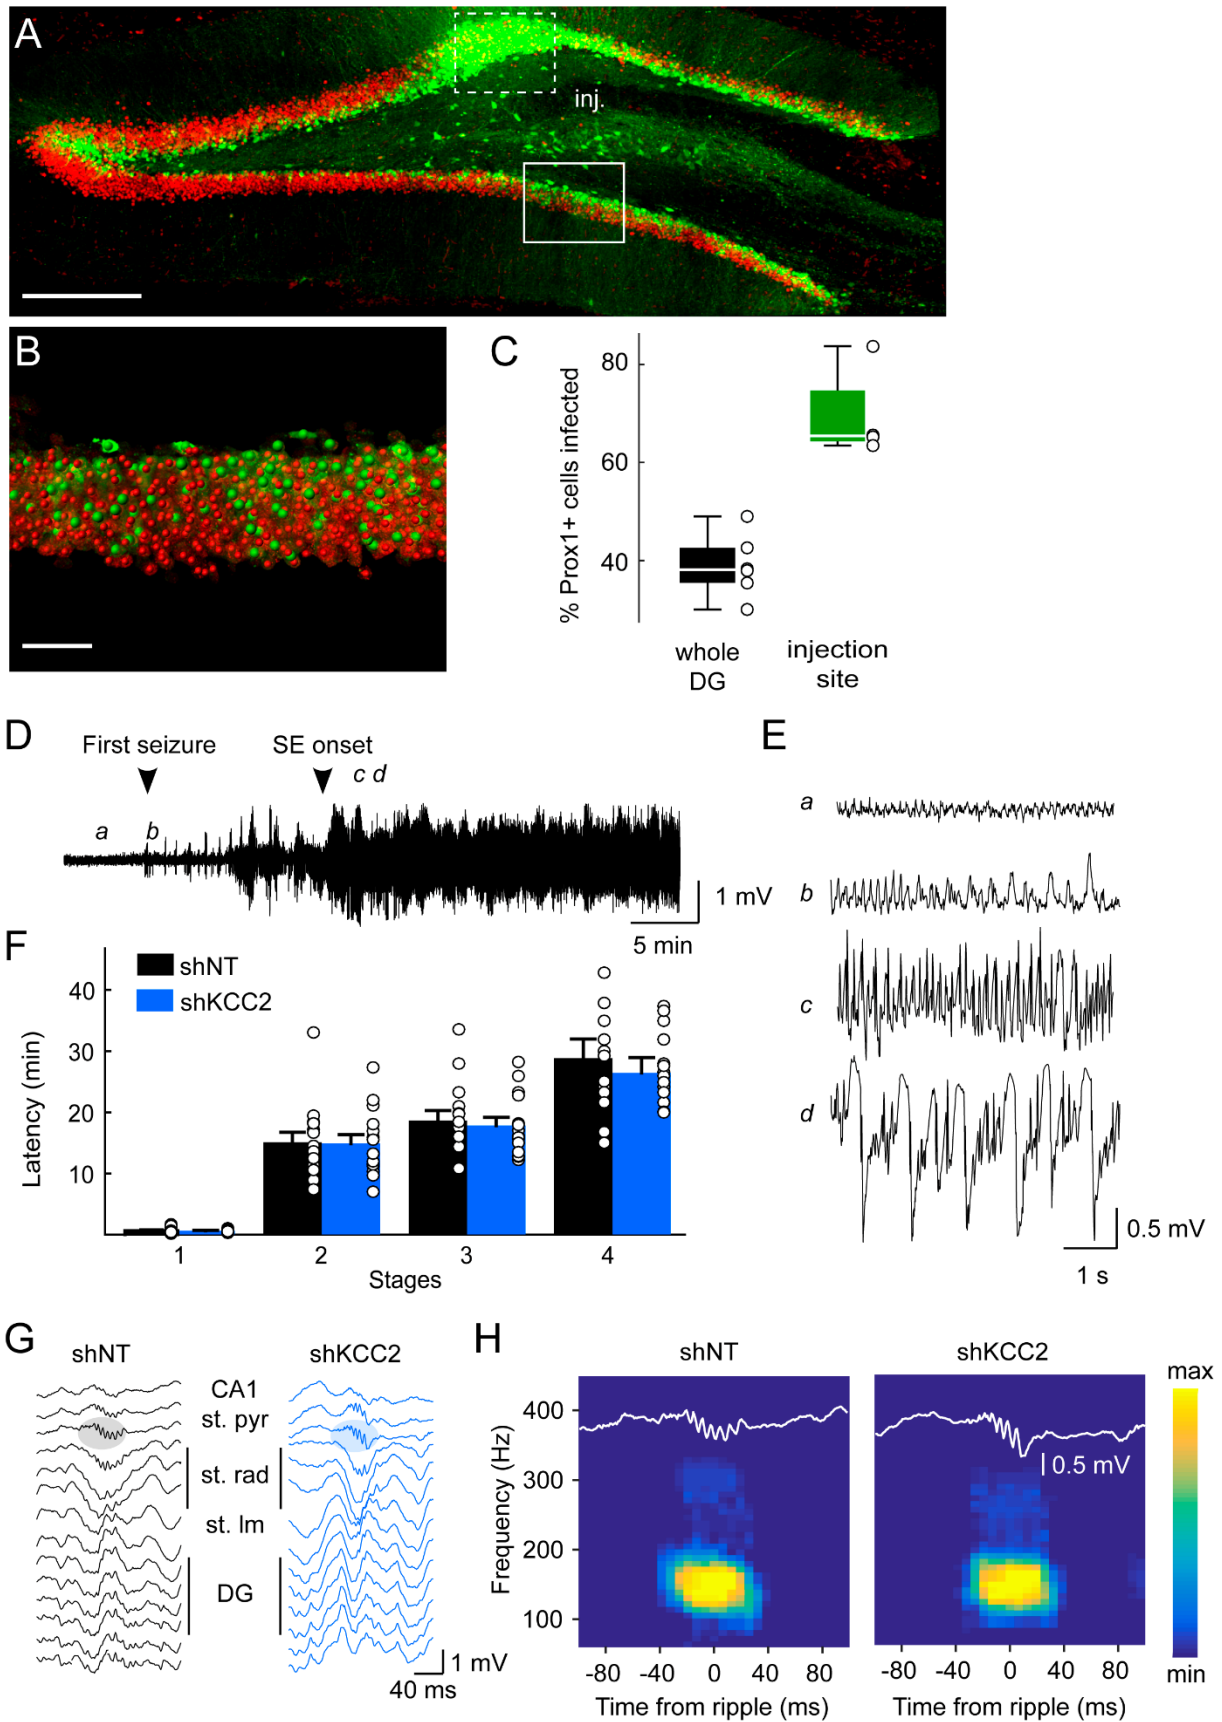 A
inj.
B
C
% Prox1+ cells infected
80
60
40
whole
DG
injection
site
D
First seizure
SE onset
c d
a
b
1 mV
5 min
E
a
b
c
d
0.5 mV
1 s
F
shNT
shKCC2
Latency (min)
40
30
20
10
1
2
3
4
Stages
G
shNT
shKCC2
CA1
st. pyr
st. rad
st. lm
DG
1 mV
40 ms
H
shNT
shKCC2
max
min
Frequency (Hz)
400
300
200
100
0.5 mV
-80 -40 0 40 80
-80 -40 0 40 80
Time from ripple (ms)
Time from ripple (ms)